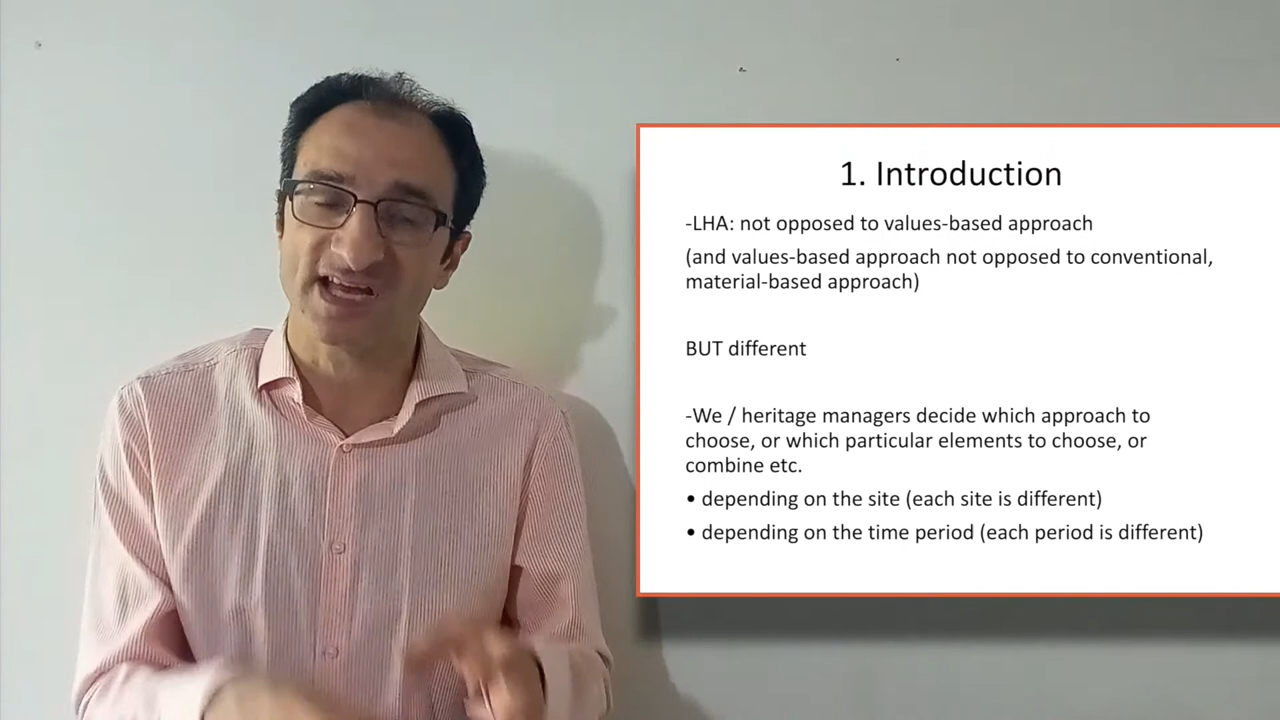 1. Introduction
-LHA: not opposed to values-based approach
(and values-based approach not opposed to conventional,
material-based approach)
BUT different
-We / heritage managers decide which approach to
choose, or which particular elements to choose, or
combine etc.
• depending on the site (each site is different)
• depending on the time period (each period is different)